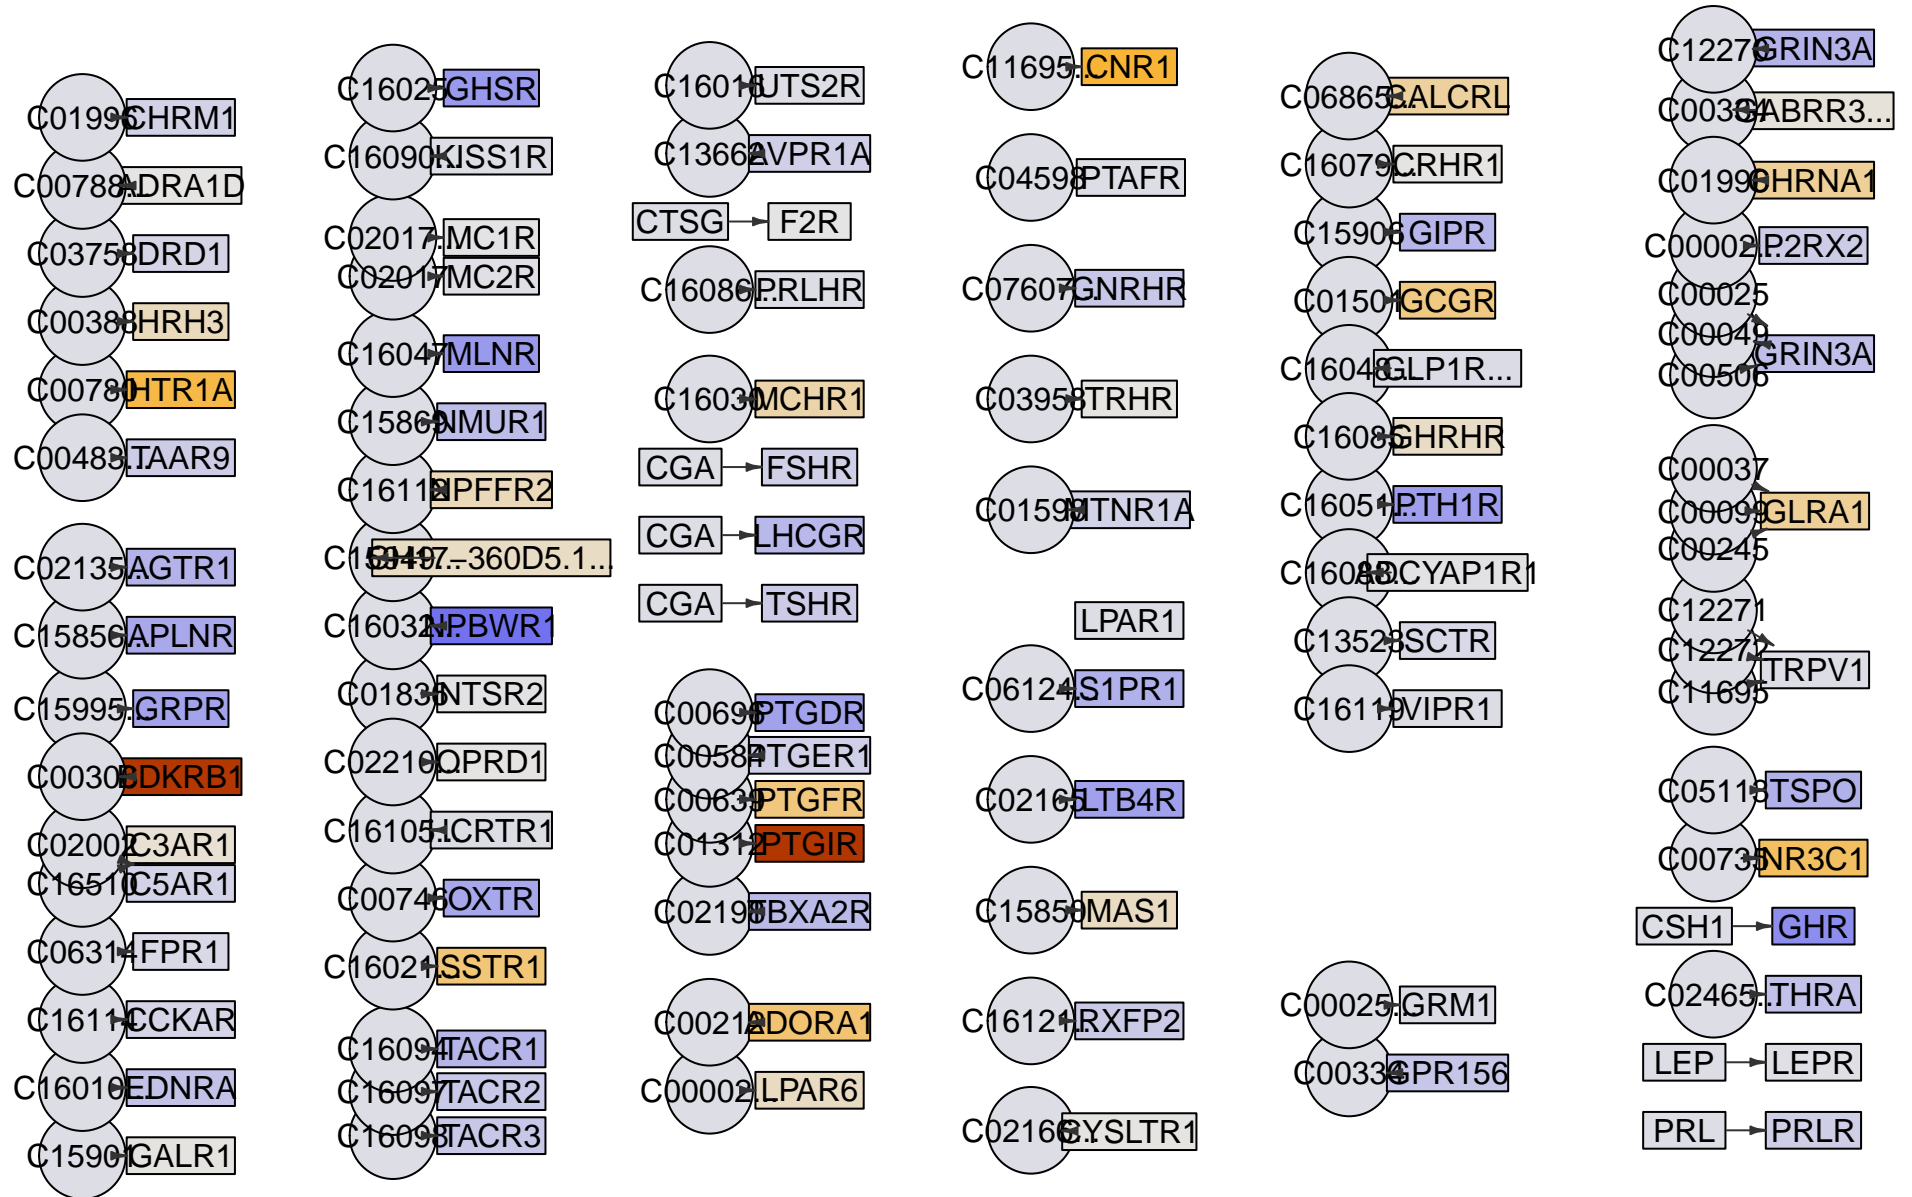 C01996 CHRM1
C00788... ADRA1D
C03758 DRD1
C00388 HRH3
C00780 HTR1A
C00483... TAAR9
C02135... AGTR1
C15856... APLNR
C15995... GRPR
C00306 BDKRB1
C02002 C3AR1
C16510 C5AR1
C06314 FPR1
C16114 CCKAR
C16010... EDNRA
C15901 GALR1
C16025 GHSR
C16090... KISS1R
C02017... MC1R
C02017 MC2R
C16047 MLNR
C15869 NMUR1
C16118 NPFFR2
C16032... NPBWR1
C01836 NTSR2
C02210... OPRD1
C16105... HCRTR1
C00746 OXTR
C16021... SSTR1
C16094 TACR1
C16097 TACR2
C16098 TACR3
C16016 UTS2R
C13662 AVPR1A
CTSG F2R
C16086... PRLHR
C16030 MCHR1
CGA FSHR
CGA LHCGR
CGA TSHR
C00696 PTGDR
C00584 PTGER1
C00639 PTGFR
C01312 PTGIR
C02198 TBXA2R
C00212 ADORA1
C00002... LPAR6
C11695... CNR1
C04598 PTAFR
C07607... GNRHR
C03958 TRHR
C01598 MTNR1A
LPAR1
C06124... S1PR1
C02165 LTB4R
C15850 MAS1
C16121... RXFP2
C02166... CYSLTR1
C06865... CALCRL
C16079... CRHR1
C15906 GIPR
C01501 GCGR
C16048... GLP1R...
C16085 GHRHR
C16051... PTH1R
C16088... ADCYAP1R1
C13523 SCTR
C16119 VIPR1
C00025... GRM1
C00334 GPR156
C12270 GRIN3A
C00334 GABRR3...
C01996 CHRNA1
C00002... P2RX2
C00025
C00049 GRIN3A
C00506
C00037
C00099 GLRA1
C00245
C12271
C12272 TRPV1
C11695
C05113 TSPO
C00735 NR3C1
CSH1 GHR
C02465... THRA
LEP LEPR
PRL PRLR